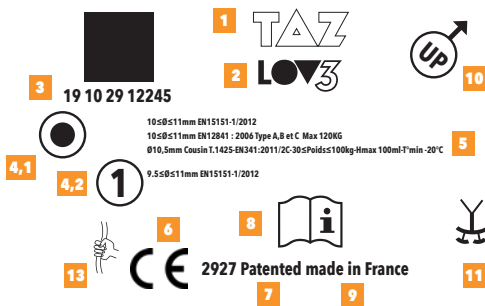 1
TAZ
2
LOV3
UP
10
3
19 10 29 12245
10≤Ø≤11mm EN15151-1/2012
10≤Ø≤11mm EN12841 : 2006 Type A,B et C Max 120KG
Ø10,5mm Cousin T.1425-EN341:2011/2C-30≤Poids≤100kg-Hmax 100ml-T°min -20°C
5
4,1
4,2
1
9.5≤Ø≤11mm EN15151-1/2012
6
8
i
13
CE
2927 Patented made in France
11
7
9